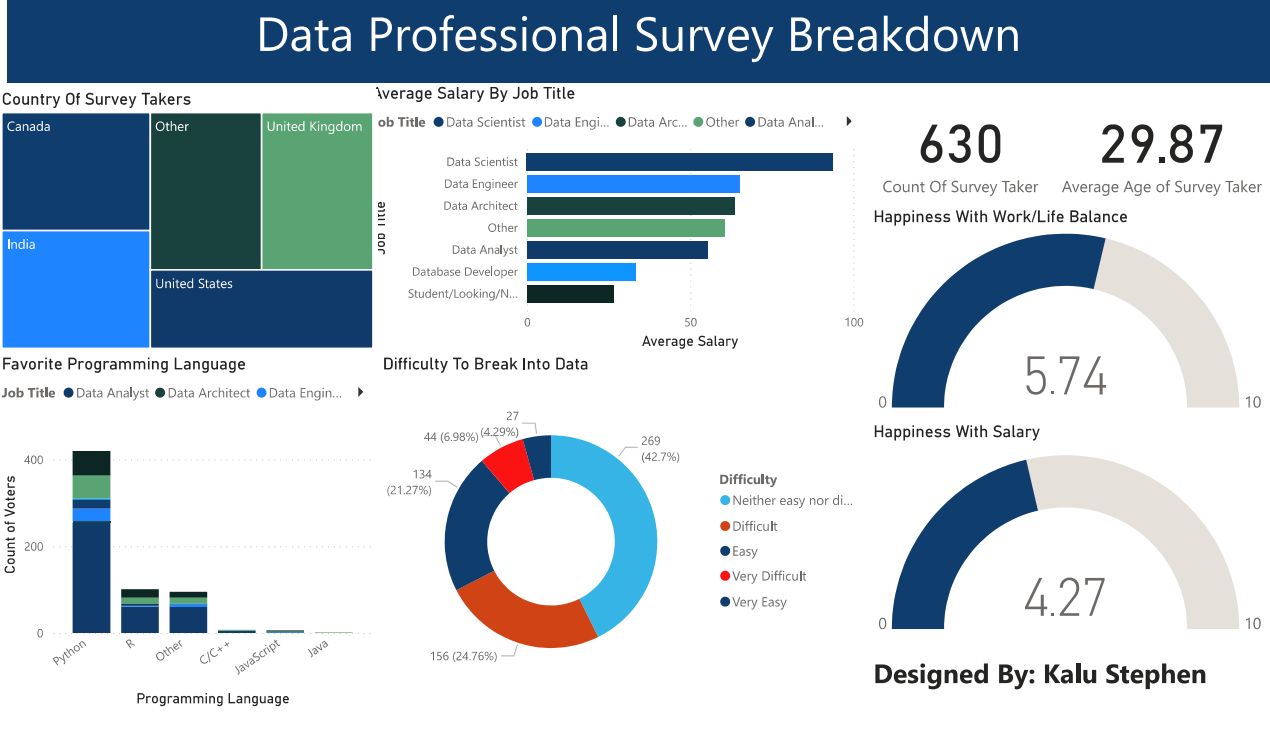 Data Professional Survey Breakdown
Country Of Survey Takers
Canada
Other
United Kingdom
India
United States
Average Salary By Job Title
ob Title Data Scientist Data Engi... Data Arc... Other Data Anal...
Job Title
Data Scientist
Data Engineer
Data Architect
Other
Data Analyst
Database Developer
Student/Looking/N...
0 50 100
Average Salary
630
Count Of Survey Taker
29.87
Average Age of Survey Taker
Happiness With Work/Life Balance
5.74
0 10
Favorite Programming Language
Job Title Data Analyst Data Architect Data Engin...
Count of Voters
400
200
0
Python R Other C/C++ JavaScript Java
Programming Language
Difficulty To Break Into Data
27
(4.29%)
44 (6.98%)
269
(42.7%)
134
(21.27%)
156 (24.76%)
Difficulty
Neither easy nor di...
Difficult
Easy
Very Difficult
Very Easy
Happiness With Salary
4.27
0 10
Designed By: Kalu Stephen